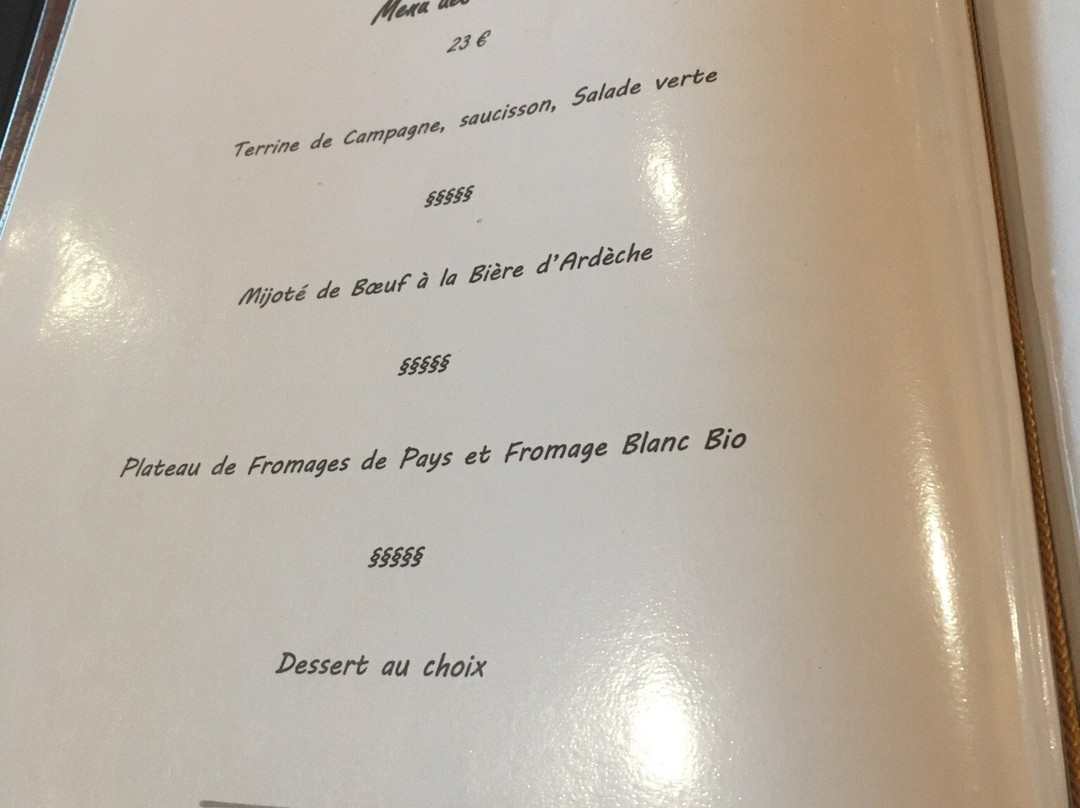 Menu
23 €
Terrine de Campagne, saucisson, Salade verte
§§§§§
Mijoté de Bœuf à la Bière d'Ardèche
§§§§§
Plateau de Fromages de Pays et Fromage Blanc Bio
§§§§§
Dessert au choix